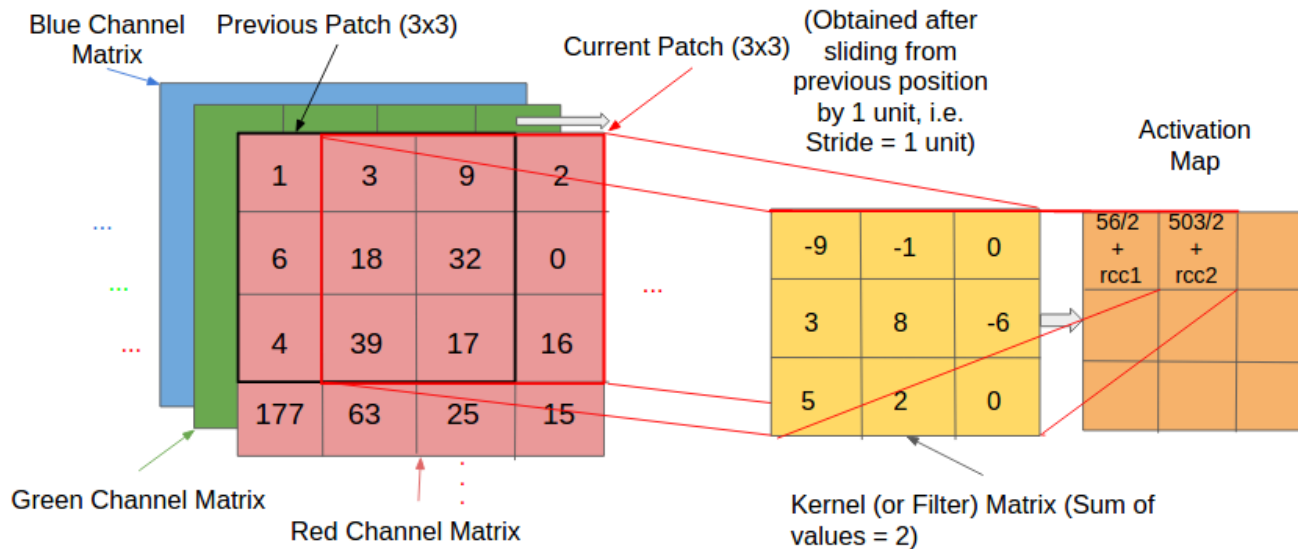 Blue Channel
Matrix
Previous Patch (3x3)
Current Patch (3x3)
(Obtained after
sliding from
previous position
by 1 unit, i.e.
Stride = 1 unit)
Activation
Map
1 3 9 2
6 18 32 0
4 39 17 16
177 63 25 15
...
...
...
...
-9 -1 0
3 8 -6
5 2 0
56/2 503/2
+ +
rcc1 rcc2
Green Channel Matrix
Red Channel Matrix
Kernel (or Filter) Matrix (Sum of
values = 2)